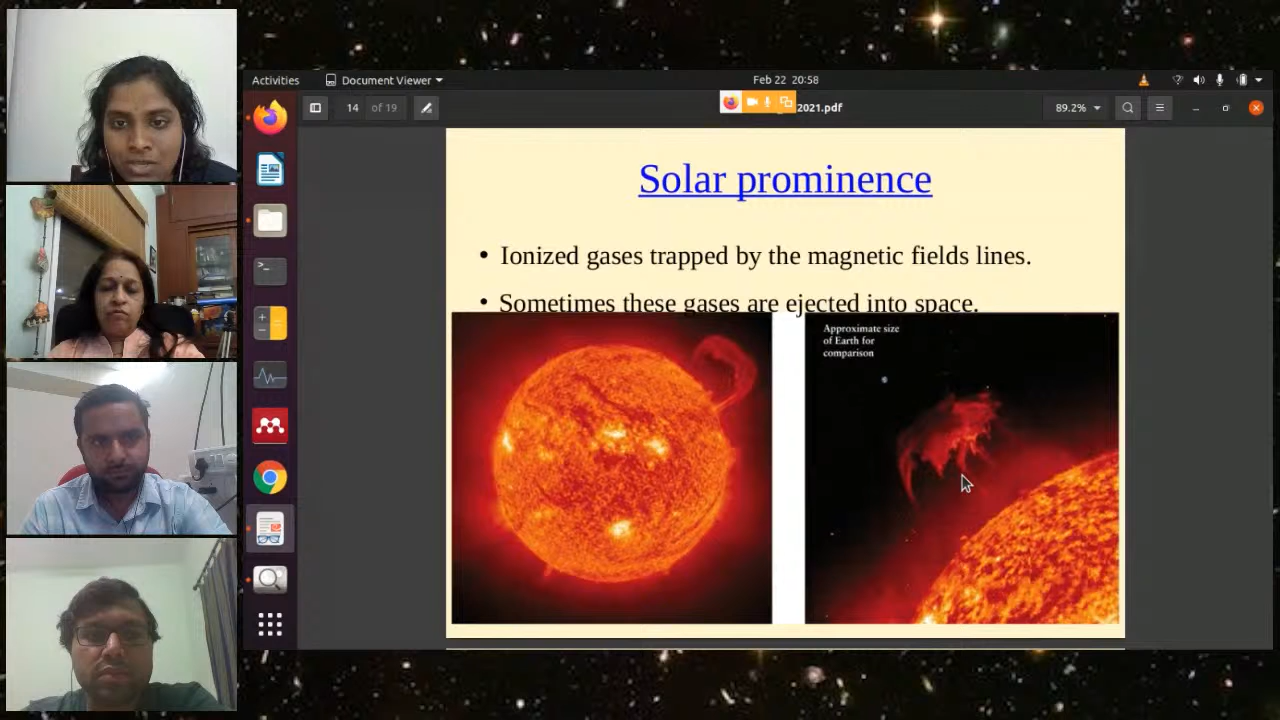 Activities
Document Viewer
Feb 22 20:58
14 of 19
2021.pdf
89.2%
Solar prominence
• Ionized gases trapped by the magnetic fields lines.
• Sometimes these gases are ejected into space.
Approximate size
of Earth for
comparison